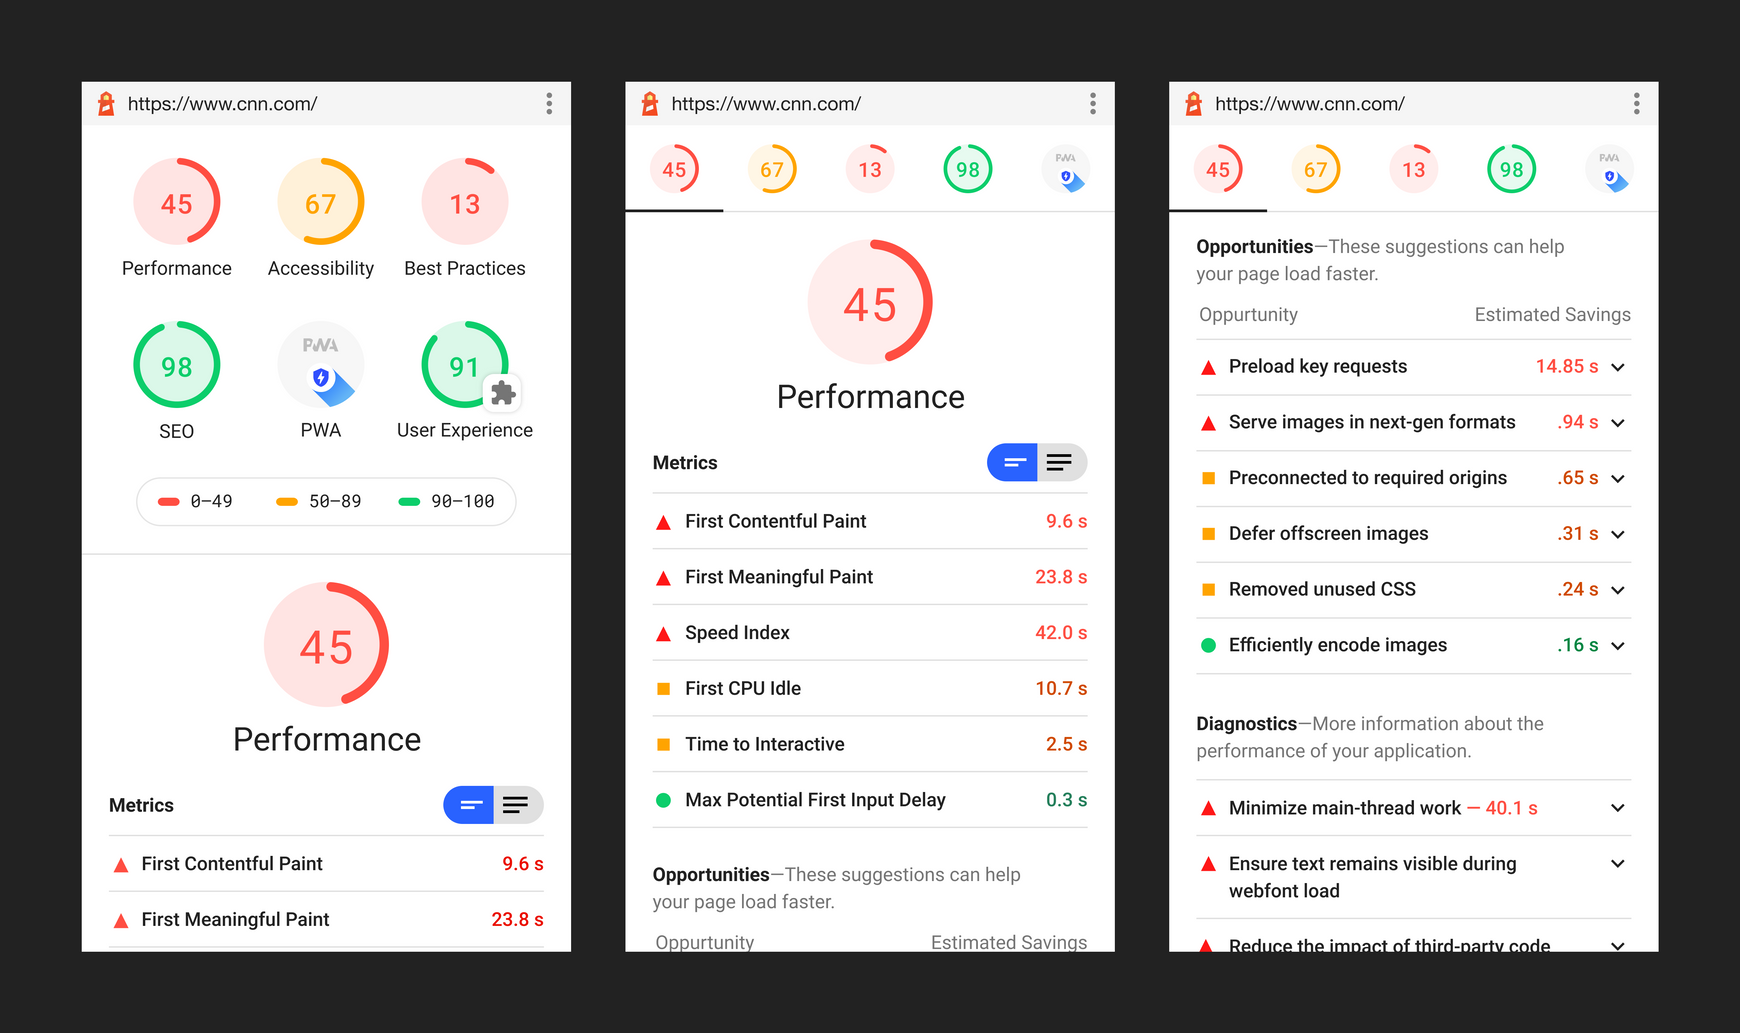 https://www.cnn.com/
45
67
13
Performance
Accessibility
Best Practices
98
PWA
91
SEO
PWA
User Experience
0–49
50–89
90–100
45
Performance
Metrics
First Contentful Paint
9.6 s
First Meaningful Paint
23.8 s
https://www.cnn.com/
45
67
13
98
PWA
45
Performance
Metrics
First Contentful Paint
9.6 s
First Meaningful Paint
23.8 s
Speed Index
42.0 s
First CPU Idle
10.7 s
Time to Interactive
2.5 s
Max Potential First Input Delay
0.3 s
Opportunities—These suggestions can help
your page load faster.
Oppurtunity
Estimated Savings
https://www.cnn.com/
45
67
13
98
PWA
Opportunities—These suggestions can help
your page load faster.
Oppurtunity
Estimated Savings
Preload key requests
14.85 s
Serve images in next-gen formats
.94 s
Preconnected to required origins
.65 s
Defer offscreen images
.31 s
Removed unused CSS
.24 s
Efficiently encode images
.16 s
Diagnostics—More information about the
performance of your application.
Minimize main-thread work — 40.1 s
Ensure text remains visible during
webfont load
Reduce the impact of third-party code